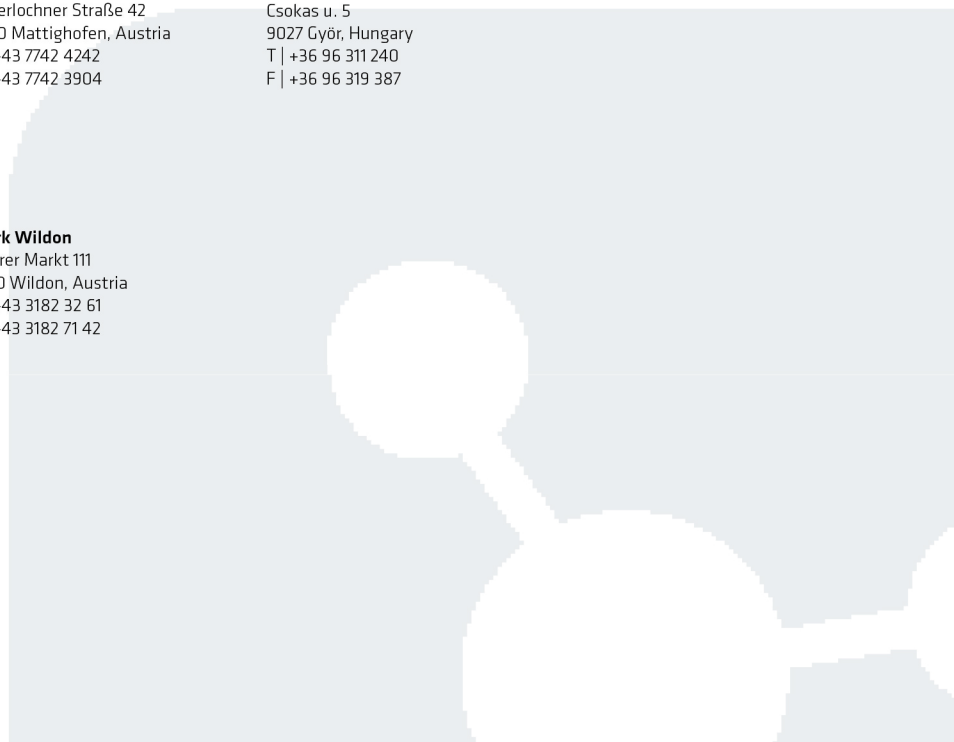 erlochner Straße 42
0 Mattighofen, Austria
43 7742 4242
43 7742 3904
Csokas u. 5
9027 Györ, Hungary
T | +36 96 311 240
F | +36 96 319 387
rk Wildon
rer Markt 111
0 Wildon, Austria
43 3182 32 61
43 3182 71 42